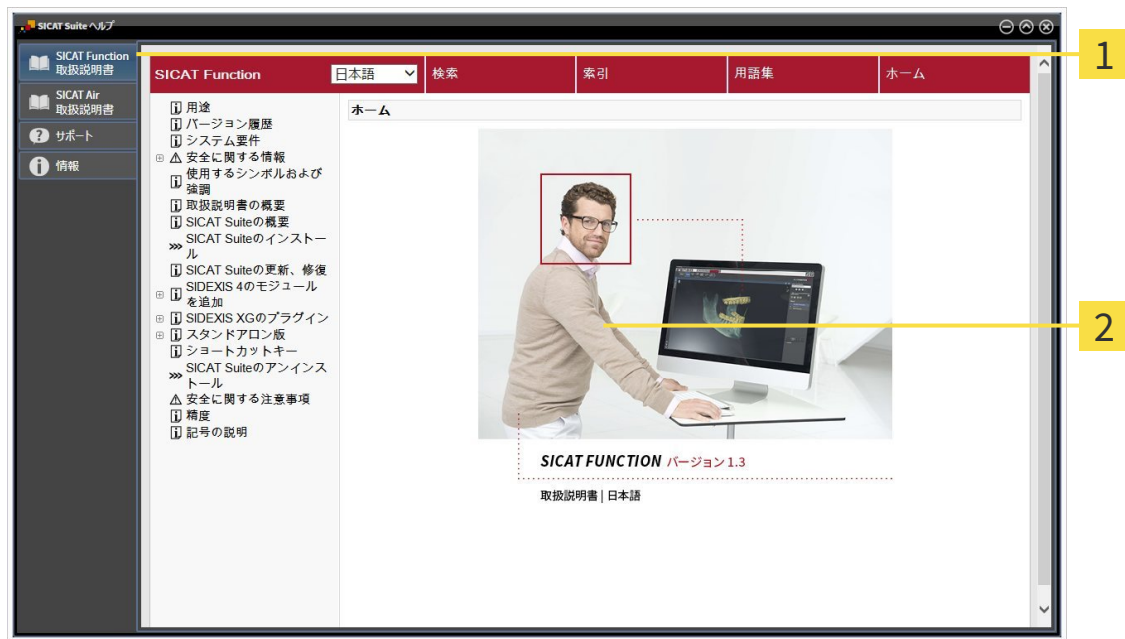 SICAT Suite ヘルプ
SICAT Function
取扱説明書
SICAT Air
取扱説明書
サポート
情報
SICAT Function
日本語
検索
索引
用語集
ホーム
用途
バージョン履歴
システム要件
安全に関する情報
使用するシンボルおよび
強調
取扱説明書の概要
SICAT Suiteの概要
SICAT Suiteのインストー
ル
SICAT Suiteの更新、修復
SIDEXIS 4のモジュール
を追加
SIDEXIS XGのプラグイン
スタンドアロン版
ショートカットキー
SICAT Suiteのアンインス
トール
安全に関する注意事項
精度
記号の説明
ホーム
SICAT FUNCTION バージョン 1.3
取扱説明書 | 日本語
1
2